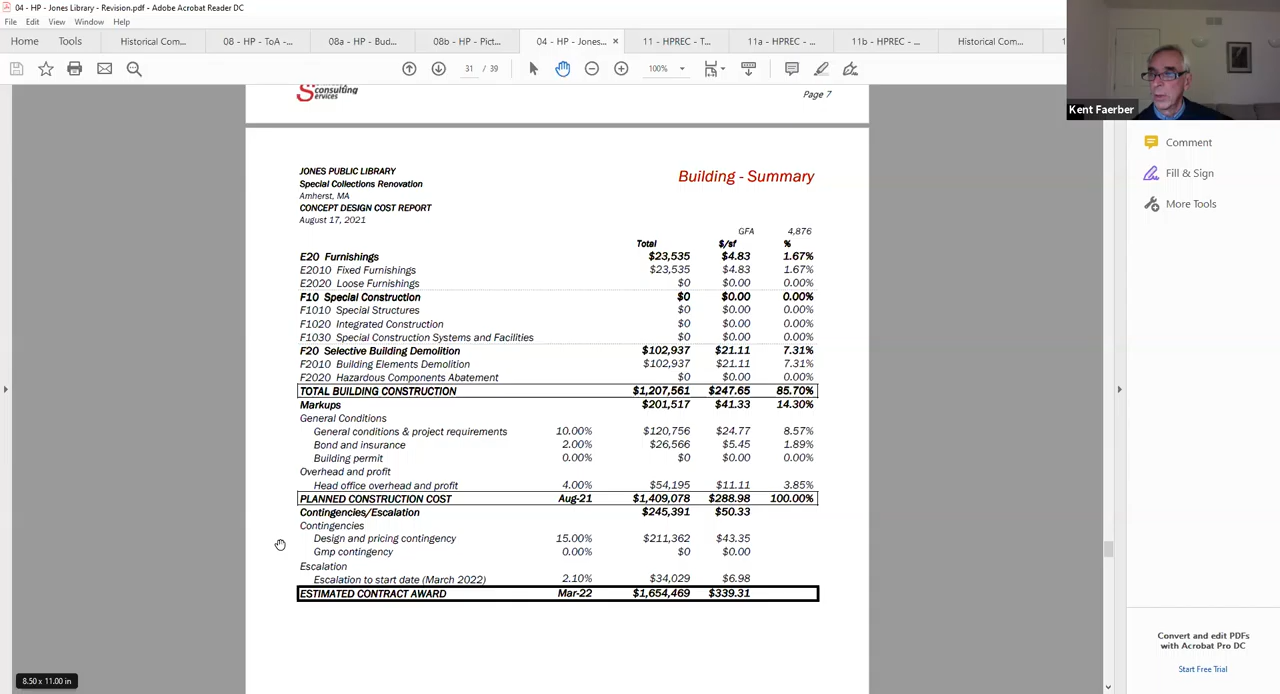 04 - HP - Jones Library - Revision.pdf - Adobe Acrobat Reader DC
File Edit View Window Help
Home Tools Historical Com... 08 - HP - ToA -... 08a - HP - Bud... 08b - HP - Pict... 04 - HP - Jones... × 11 - HPREC - T... 11a - HPREC - ... 11b - HPREC - ... Historical Com...
31 / 39 100%
Kent Faerber
consulting
services
Page 7
JONES PUBLIC LIBRARY
Building - Summary
Special Collections Renovation
Amherst, MA
CONCEPT DESIGN COST REPORT
August 17, 2021
GFA 4,876
Total $/sf %
E20 Furnishings $23,535 $4.83 1.67%
E2010 Fixed Furnishings $23,535 $4.83 1.67%
E2020 Loose Furnishings $0 $0.00 0.00%
F10 Special Construction $0 $0.00 0.00%
F1010 Special Structures $0 $0.00 0.00%
F1020 Integrated Construction $0 $0.00 0.00%
F1030 Special Construction Systems and Facilities $0 $0.00 0.00%
F20 Selective Building Demolition $102,937 $21.11 7.31%
F2010 Building Elements Demolition $102,937 $21.11 7.31%
F2020 Hazardous Components Abatement $0 $0.00 0.00%
TOTAL BUILDING CONSTRUCTION $1,207,561 $247.65 85.70%
Markups $201,517 $41.33 14.30%
General Conditions
General conditions & project requirements 10.00% $120,756 $24.77 8.57%
Bond and insurance 2.00% $26,566 $5.45 1.89%
Building permit 0.00% $0 $0.00 0.00%
Overhead and profit
Head office overhead and profit 4.00% $54,195 $11.11 3.85%
PLANNED CONSTRUCTION COST Aug-21 $1,409,078 $288.98 100.00%
Contingencies/Escalation $245,391 $50.33
Contingencies
Design and pricing contingency 15.00% $211,362 $43.35
Gmp contingency 0.00% $0 $0.00
Escalation
Escalation to start date (March 2022) 2.10% $34,029 $6.98
ESTIMATED CONTRACT AWARD Mar-22 $1,654,469 $339.31
Comment
Fill & Sign
More Tools
Convert and edit PDFs
with Acrobat Pro DC
Start Free Trial
8.50 x 11.00 in